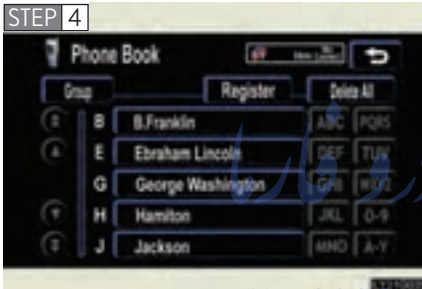 STEP 4
Phone Book
Group Register Delete All
B B.Franklin ABC PQRS
E Ebraham Lincoln DEF TUV
G George Washington GHI WXYZ
H Hamilton JKL 0-9
J Jackson MNO A-Y